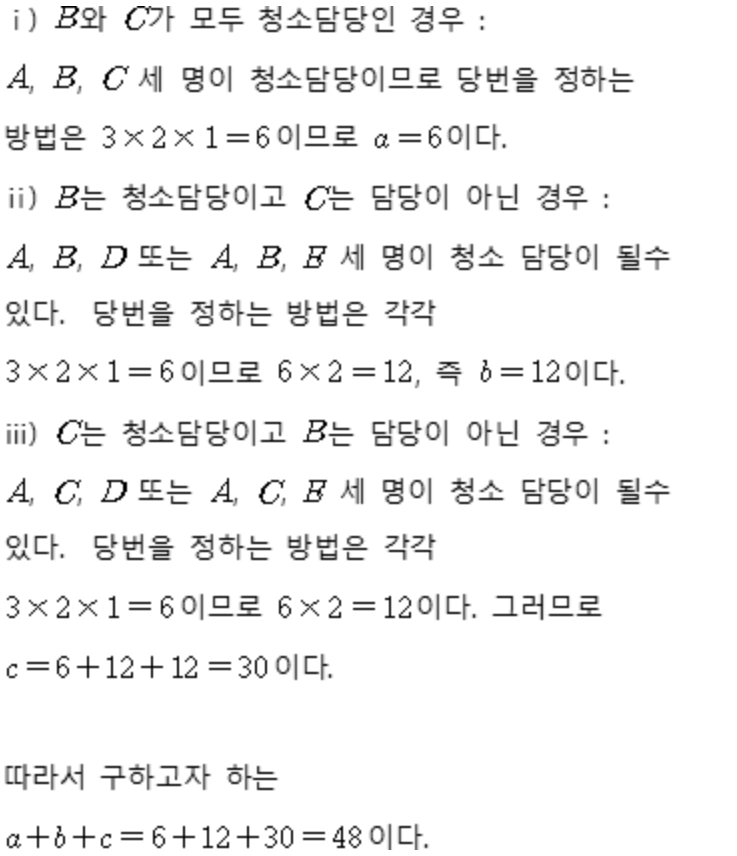 i) B와 C가 모두 청소담당인 경우 :
A, B, C 세 명이 청소담당이므로 당번을 정하는
방법은 3×2×1=6이므로 a=6이다.
ii) B는 청소담당이고 C는 담당이 아닌 경우 :
A, B, D 또는 A, B, E 세 명이 청소 담당이 될수
있다. 당번을 정하는 방법은 각각
3×2×1=6이므로 6×2=12, 즉 b=12이다.
iii) C는 청소담당이고 B는 담당이 아닌 경우 :
A, C, D 또는 A, C, E 세 명이 청소 담당이 될수
있다. 당번을 정하는 방법은 각각
3×2×1=6이므로 6×2=12이다. 그러므로
c=6+12+12=30이다.
따라서 구하고자 하는
a+b+c=6+12+30=48이다.